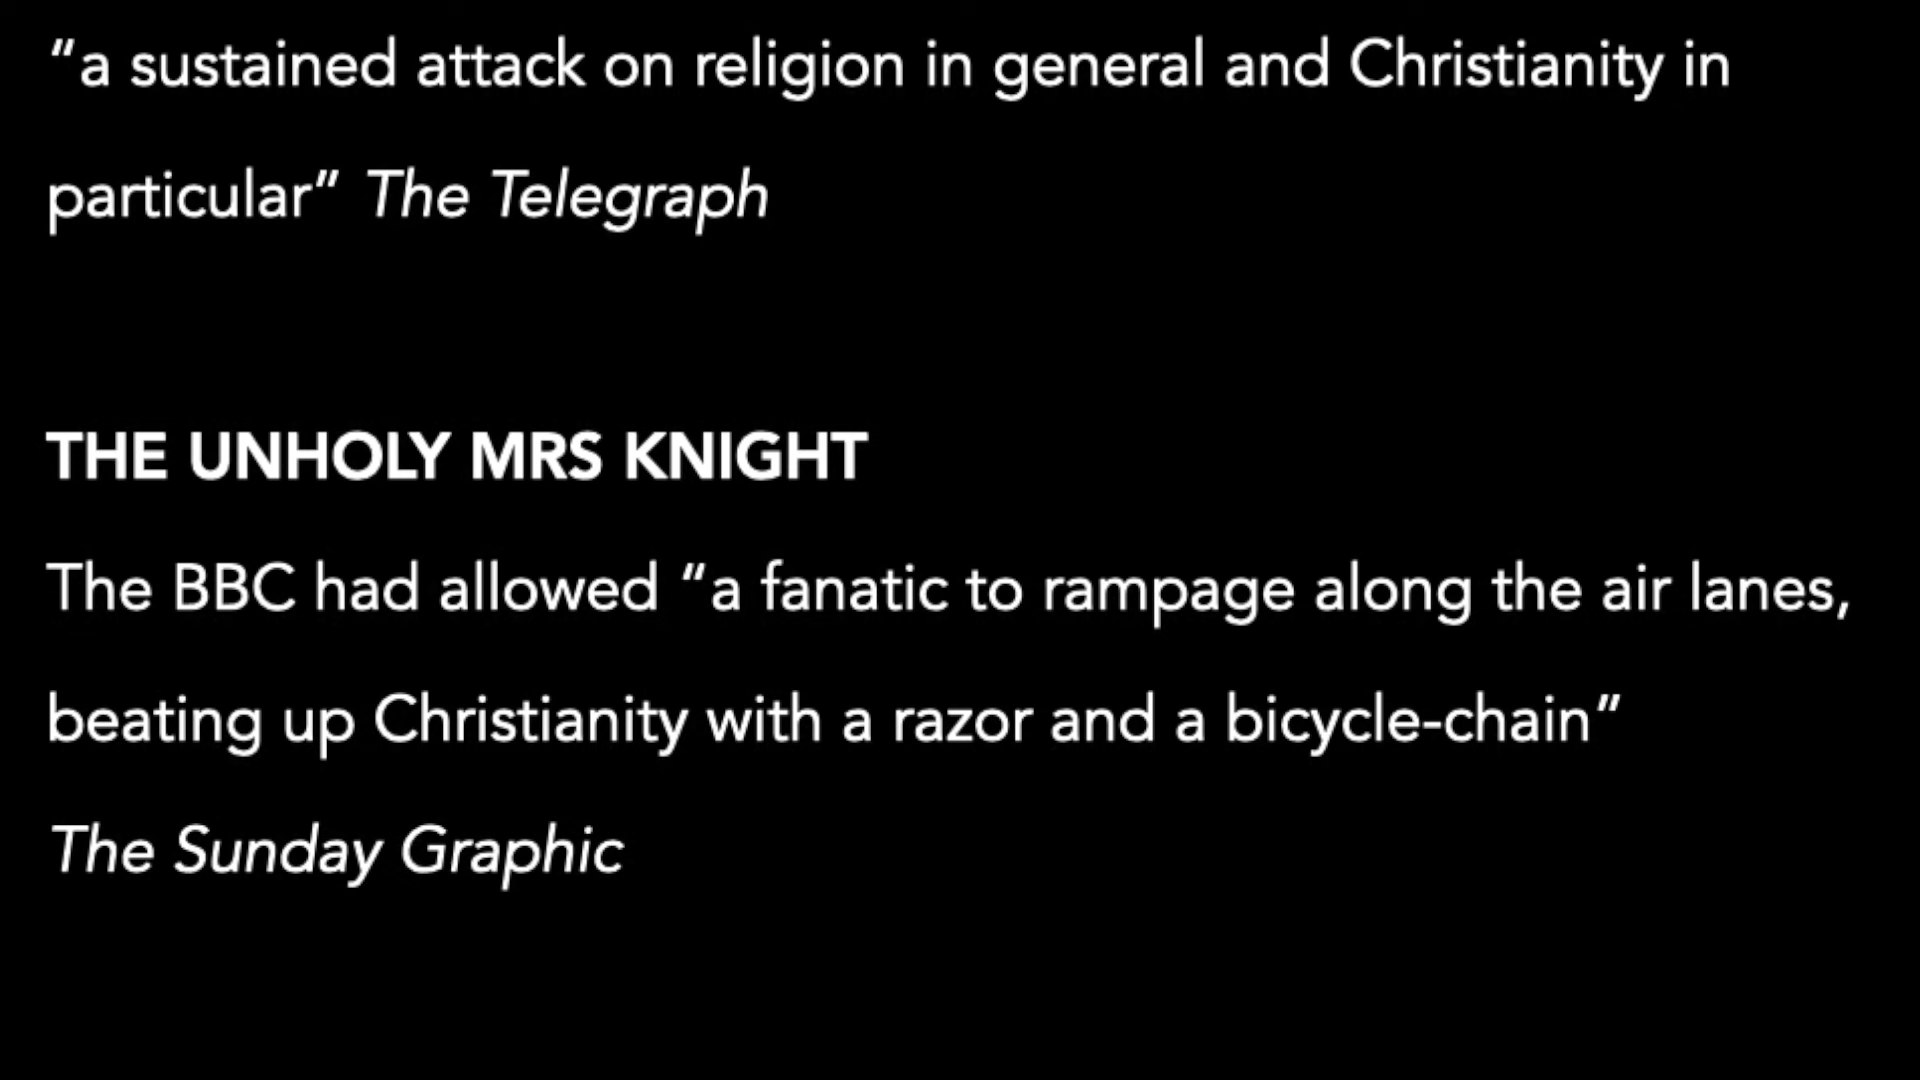 “a sustained attack on religion in general and Christianity in
particular” The Telegraph
THE UNHOLY MRS KNIGHT
The BBC had allowed “a fanatic to rampage along the air lanes,
beating up Christianity with a razor and a bicycle-chain”
The Sunday Graphic